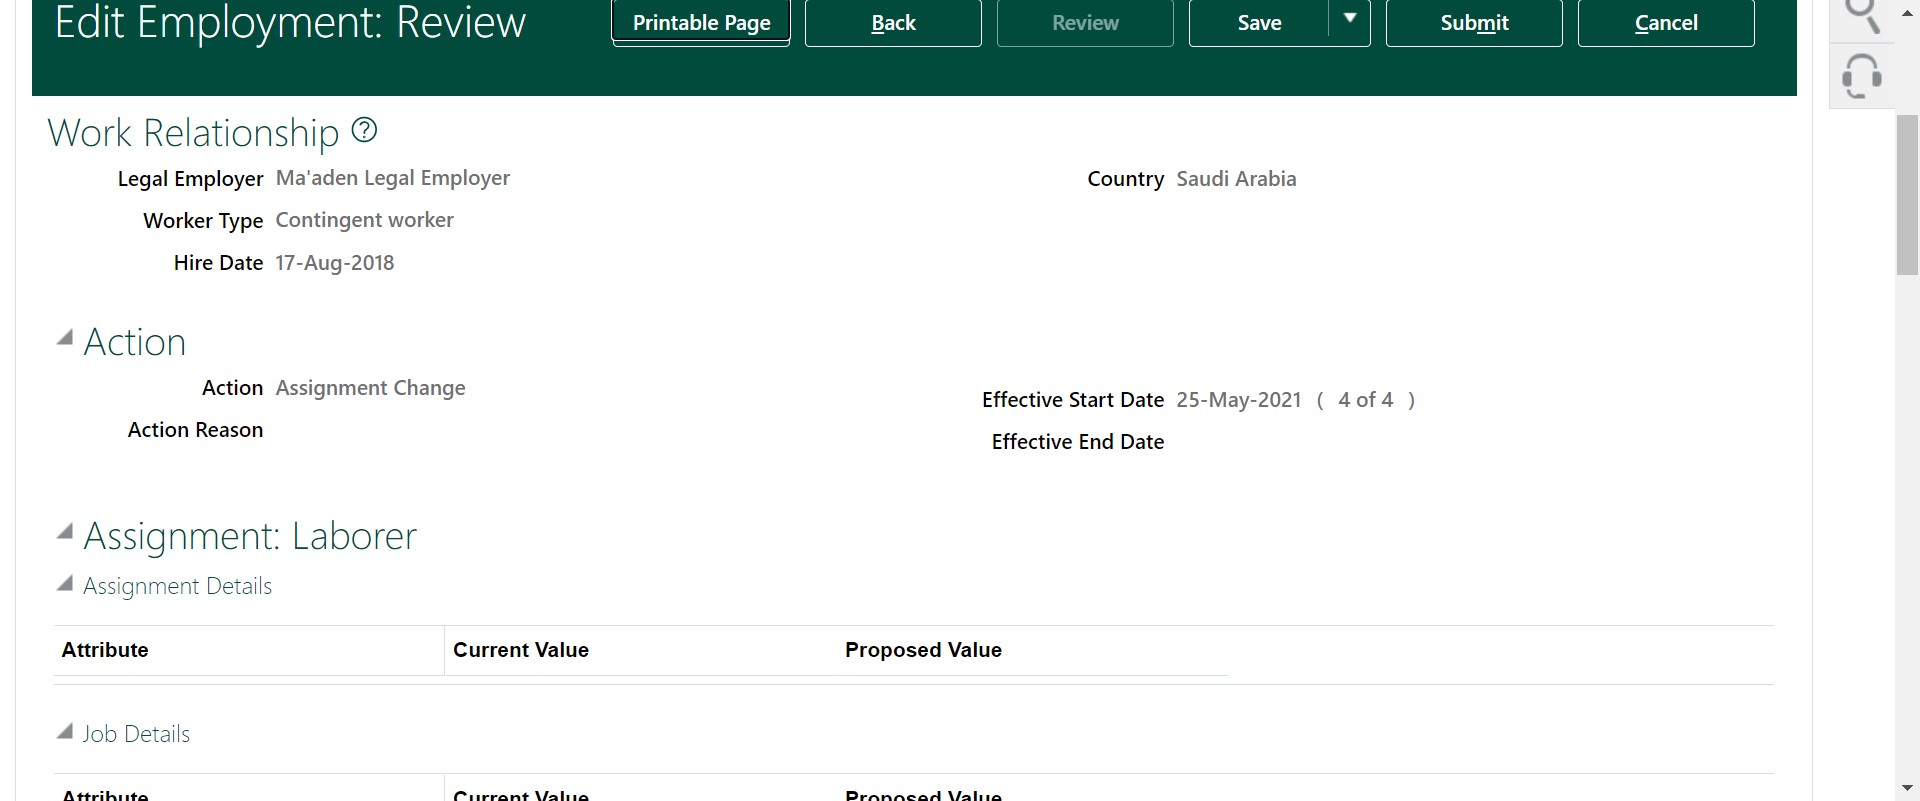 Edit Employment: Review
Printable Page
Back
Review
Save
Submit
Cancel
Work Relationship ?
Legal Employer Ma'aden Legal Employer
Country Saudi Arabia
Worker Type Contingent worker
Hire Date 17-Aug-2018
Action
Action Assignment Change
Effective Start Date 25-May-2021 ( 4 of 4 )
Action Reason
Effective End Date
Assignment: Laborer
Assignment Details
Attribute Current Value Proposed Value
Job Details
Attribute Current Value Proposed Value